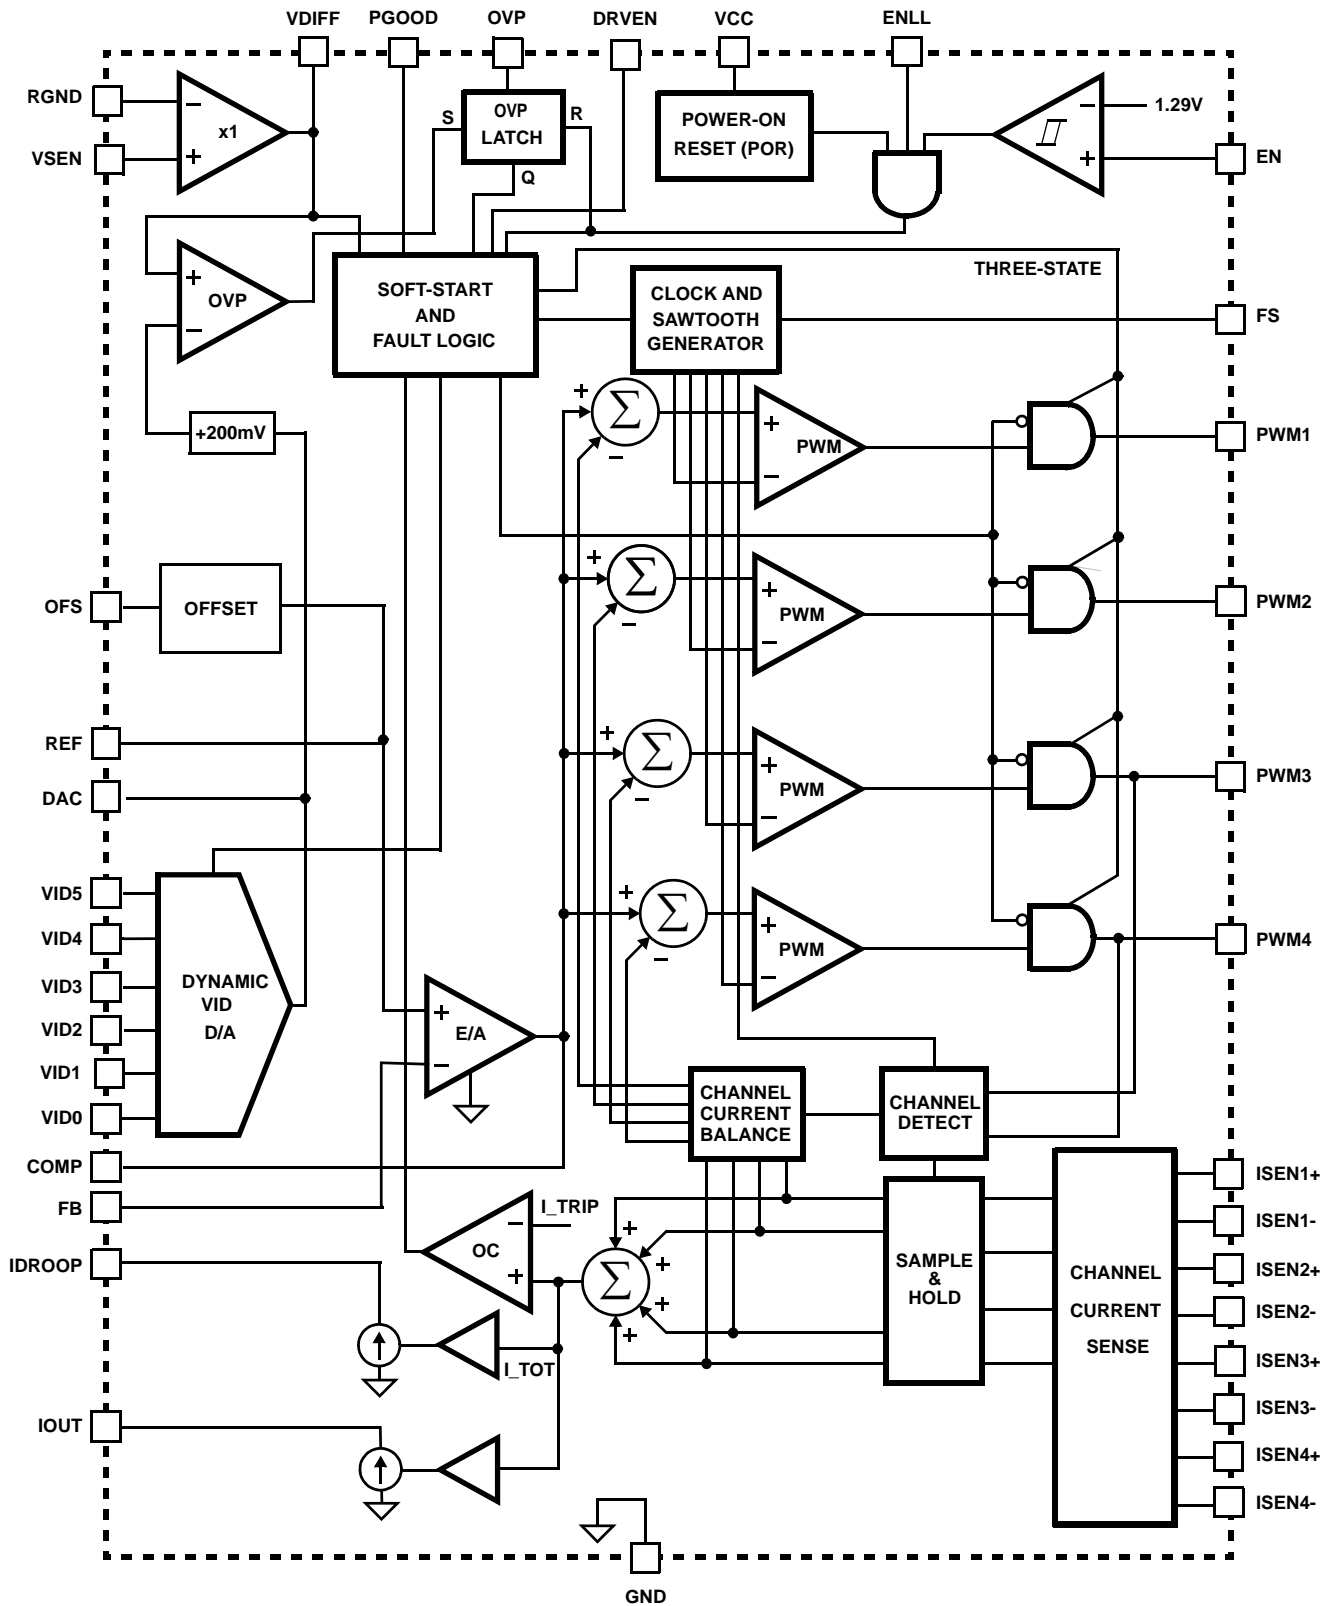 VDIFF PGOOD OVP DRVEN VCC ENLL
RGND
VSEN
−
x1
+
S
OVP
LATCH
R
Q
POWER-ON
RESET (POR)
−
+
1.29V
EN
+
OVP
−
SOFT-START
AND
FAULT LOGIC
CLOCK AND
SAWTOOTH
GENERATOR
THREE-STATE
FS
+200mV
+
Σ
−
+
PWM
−
PWM1
OFS
OFFSET
+
Σ
−
+
PWM
−
PWM2
REF
DAC
+
Σ
−
+
PWM
−
PWM3
VID5
VID4
VID3
VID2
VID1
VID0
DYNAMIC
VID
D/A
+
Σ
−
+
PWM
−
PWM4
+
E/A
−
COMP
FB
IDROOP
IOUT
CHANNEL
CURRENT
BALANCE
CHANNEL
DETECT
−
I_TRIP
OC
+
I_TOT
+
+
Σ
+
+
SAMPLE
&
HOLD
CHANNEL
CURRENT
SENSE
ISEN1+
ISEN1-
ISEN2+
ISEN2-
ISEN3+
ISEN3-
ISEN4+
ISEN4-
GND